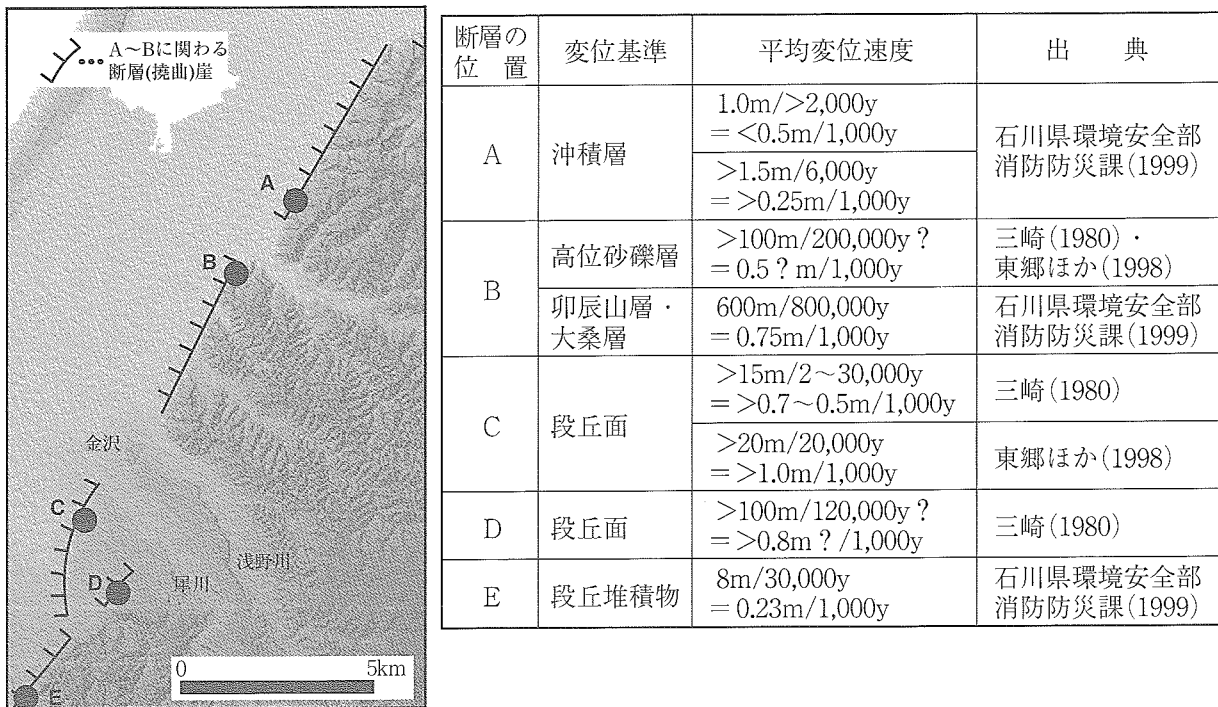 A～Bに関わる
断層(撓曲)崖
A
B
金沢
C
D
浅野川
犀川
E
0 5km
断層の位置 変位基準 平均変位速度 出典
A 沖積層
1.0m/>2,000y
=<0.5m/1,000y
>1.5m/6,000y
=>0.25m/1,000y
石川県環境安全部
消防防災課(1999)
B
高位砂礫層
>100m/200,000y?
=0.5?m/1,000y
三崎(1980)・
東郷ほか(1998)
卯辰山層・
大桑層
600m/800,000y
=0.75m/1,000y
石川県環境安全部
消防防災課(1999)
C 段丘面
>15m/2～30,000y
=>0.7～0.5m/1,000y
三崎(1980)
>20m/20,000y
=>1.0m/1,000y
東郷ほか(1998)
D 段丘面
>100m/120,000y?
=>0.8m?/1,000y
三崎(1980)
E 段丘堆積物
8m/30,000y
=0.23m/1,000y
石川県環境安全部
消防防災課(1999)